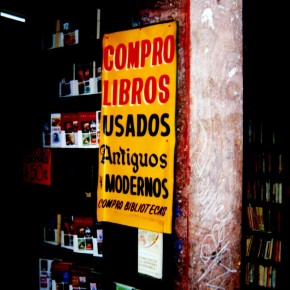 COMPRO
LIBROS
USADOS
Antiguos
Y MODERNOS
COMPRO BIBLIOTECAS